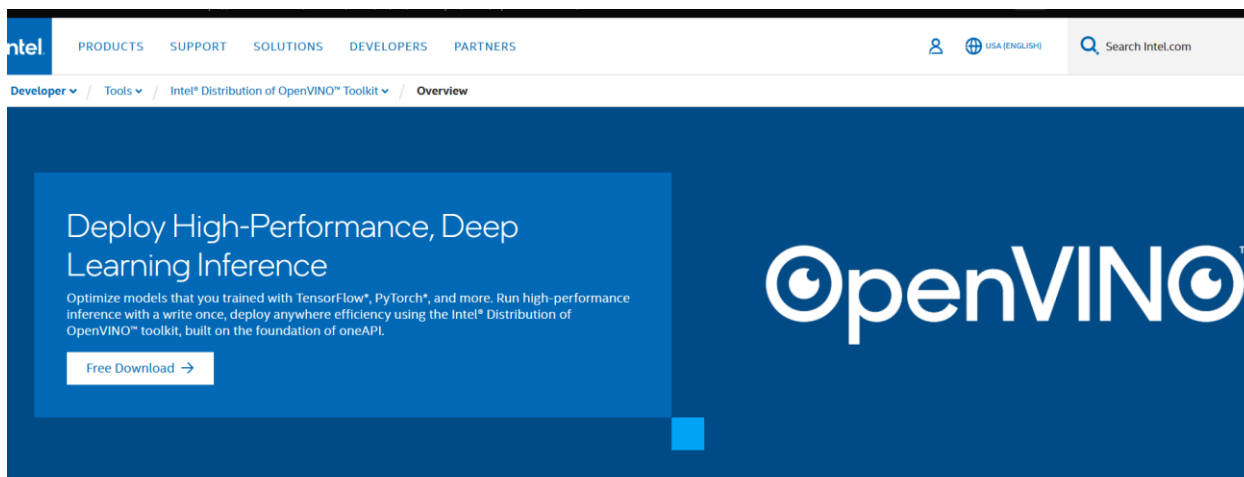 ntel.
PRODUCTS SUPPORT SOLUTIONS DEVELOPERS PARTNERS USA (ENGLISH) Search Intel.com
Developer / Tools / Intel® Distribution of OpenVINO™ Toolkit / Overview
Deploy High-Performance, Deep
Learning Inference
Optimize models that you trained with TensorFlow*, PyTorch*, and more. Run high-performance
inference with a write once, deploy anywhere efficiency using the Intel® Distribution of
OpenVINO™ toolkit, built on the foundation of oneAPI.
Free Download →
OpenVINO